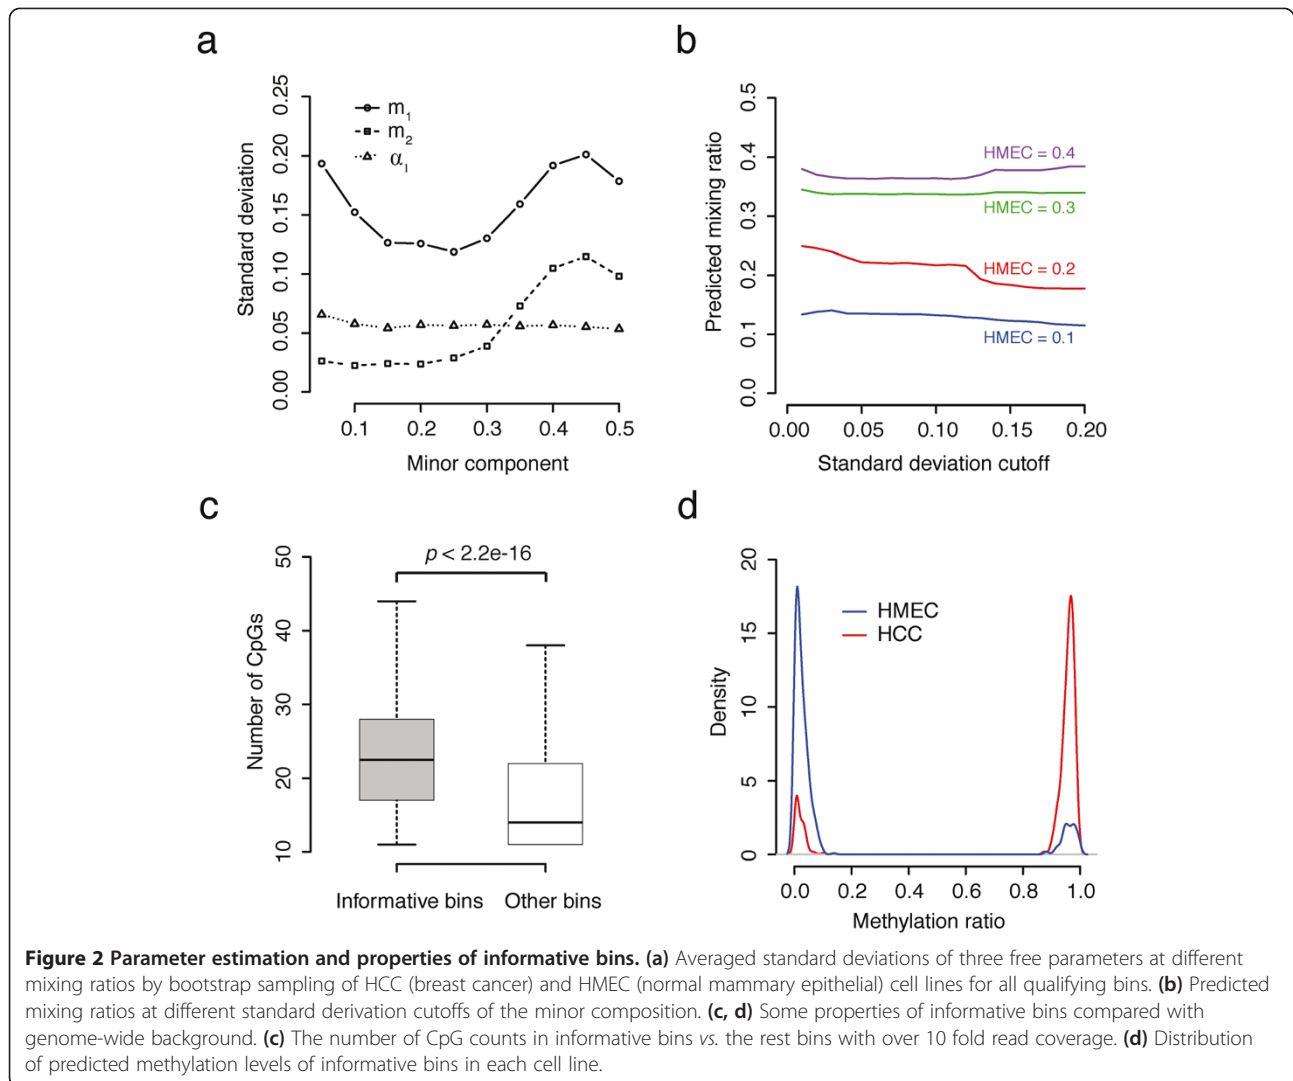 a
Standard deviation
0.25
0.20
0.15
0.10
0.05
0.00
m1
m2
α1
0.1 0.2 0.3 0.4 0.5
Minor component
b
Predicted mixing ratio
0.5
0.4
0.3
0.2
0.1
0.0
HMEC = 0.4
HMEC = 0.3
HMEC = 0.2
HMEC = 0.1
0.00 0.05 0.10 0.15 0.20
Standard deviation cutoff
c
Number of CpGs
50
40
30
20
10
p < 2.2e-16
Informative bins Other bins
d
Density
20
15
10
5
0
HMEC
HCC
0.0 0.2 0.4 0.6 0.8 1.0
Methylation ratio
Figure 2 Parameter estimation and properties of informative bins. (a) Averaged standard deviations of three free parameters at different
mixing ratios by bootstrap sampling of HCC (breast cancer) and HMEC (normal mammary epithelial) cell lines for all qualifying bins. (b) Predicted
mixing ratios at different standard derivation cutoffs of the minor composition. (c, d) Some properties of informative bins compared with
genome-wide background. (c) The number of CpG counts in informative bins vs. the rest bins with over 10 fold read coverage. (d) Distribution
of predicted methylation levels of informative bins in each cell line.